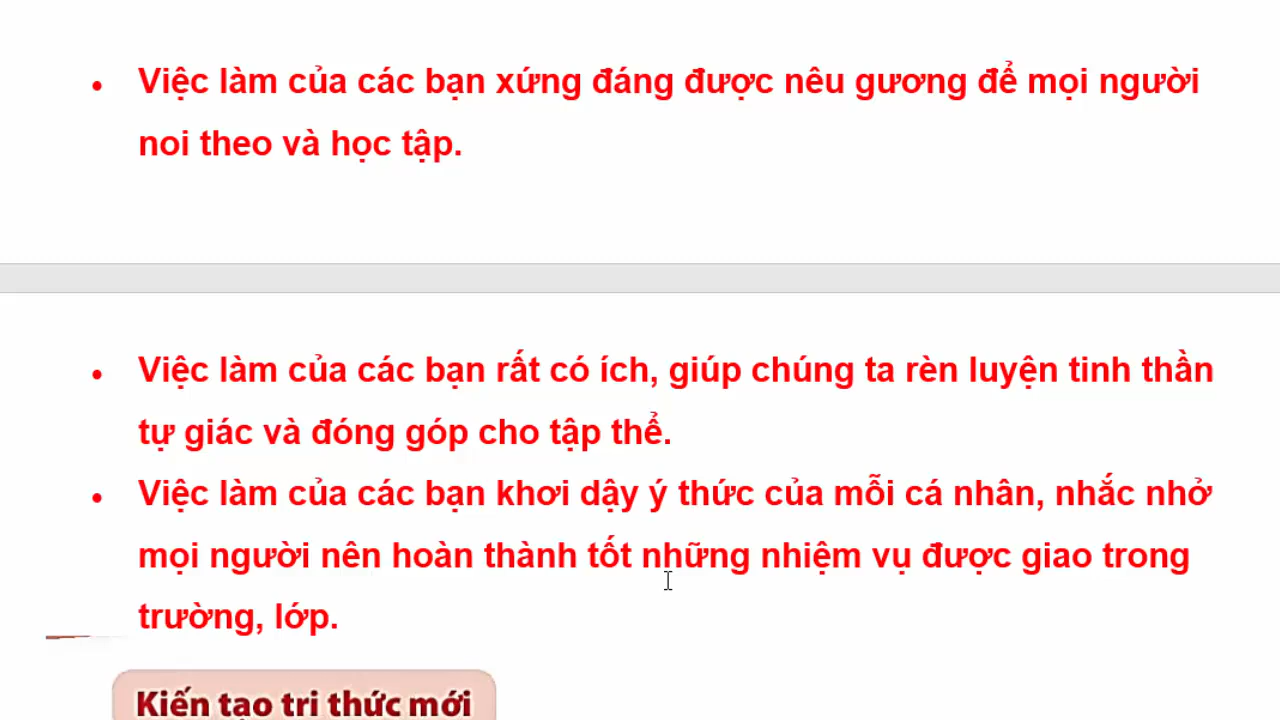 • Việc làm của các bạn xứng đáng được nêu gương để mọi người
noi theo và học tập.
• Việc làm của các bạn rất có ích, giúp chúng ta rèn luyện tinh thần
tự giác và đóng góp cho tập thể.
• Việc làm của các bạn khơi dậy ý thức của mỗi cá nhân, nhắc nhở
mọi người nên hoàn thành tốt những nhiệm vụ được giao trong
trường, lớp.
Kiến tạo tri thức mới